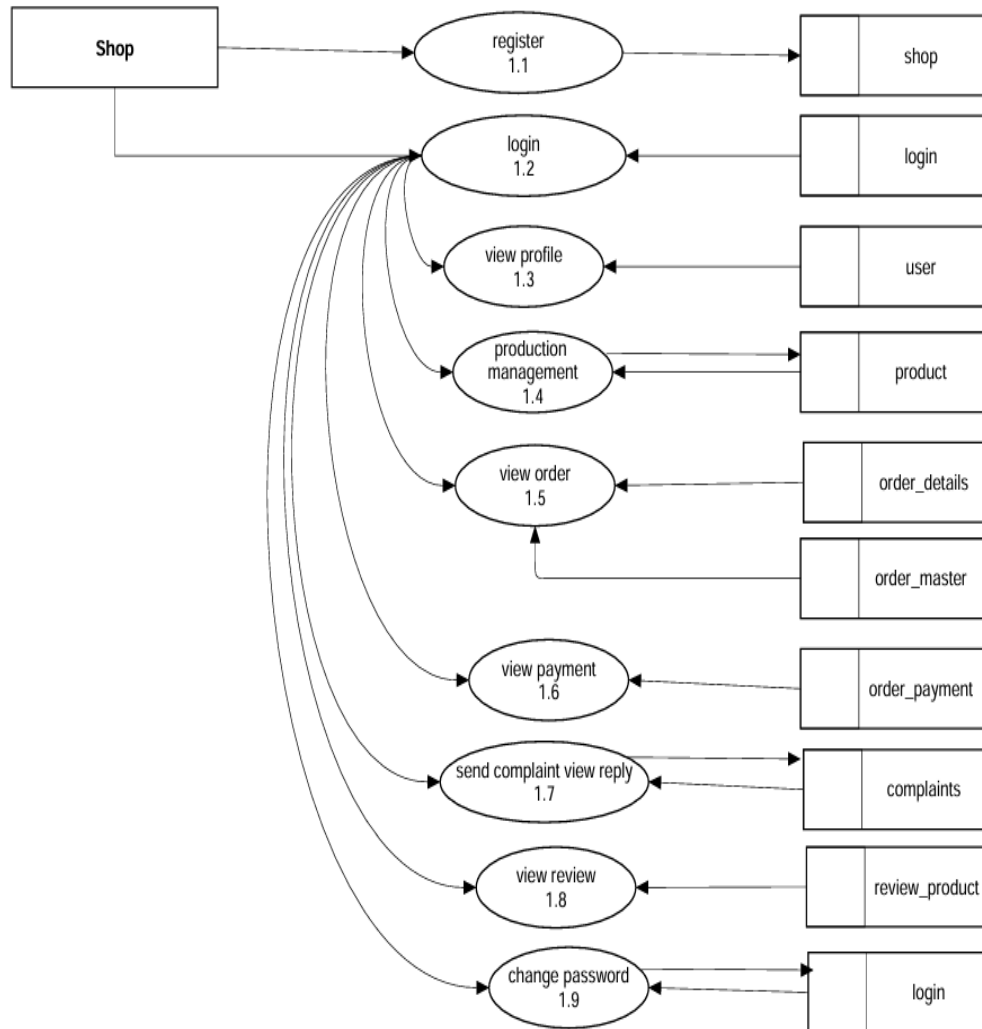 Shop
register
1.1
shop
login
1.2
login
view profile
1.3
user
production
management
1.4
product
view order
1.5
order_details
order_master
view payment
1.6
order_payment
send complaint view reply
1.7
complaints
view review
1.8
review_product
change password
1.9
login